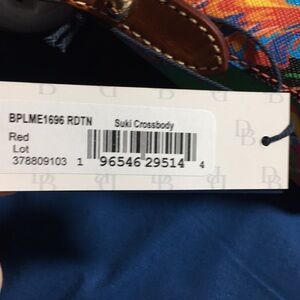 BPLME1696 RDTN Suki Crossbody
Red
Lot
378809103 1 96546 29514 4